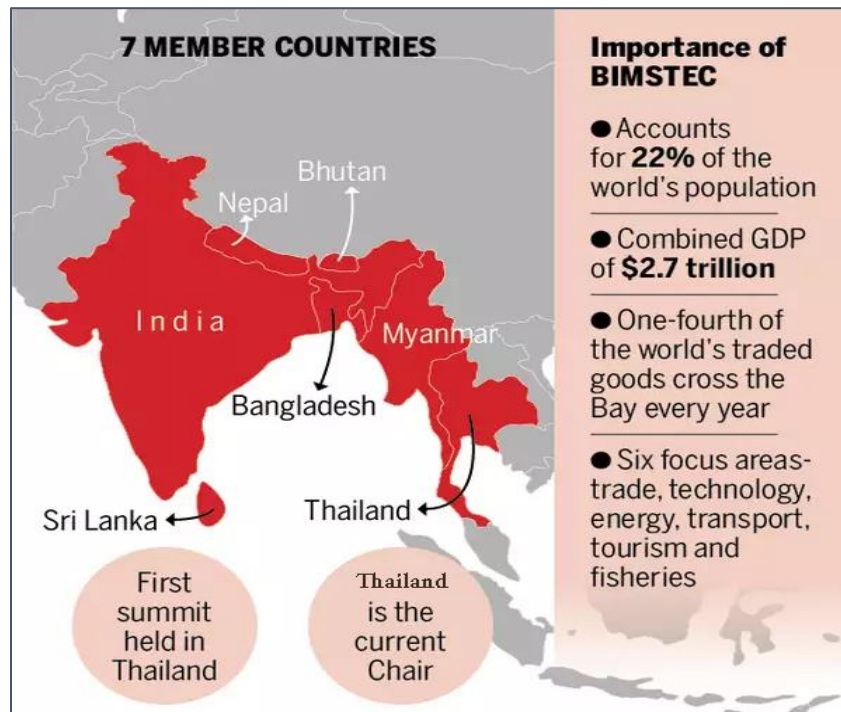 7 MEMBER COUNTRIES
Bhutan
Nepal
India
Myanmar
Bangladesh
Sri Lanka
Thailand
First
summit
held in
Thailand
Thailand
is the
current
Chair
Importance of
BIMSTEC
● Accounts
for 22% of the
world's population
● Combined GDP
of $2.7 trillion
● One-fourth of
the world's traded
goods cross the
Bay every year
● Six focus areas-
trade, technology,
energy, transport,
tourism and
fisheries